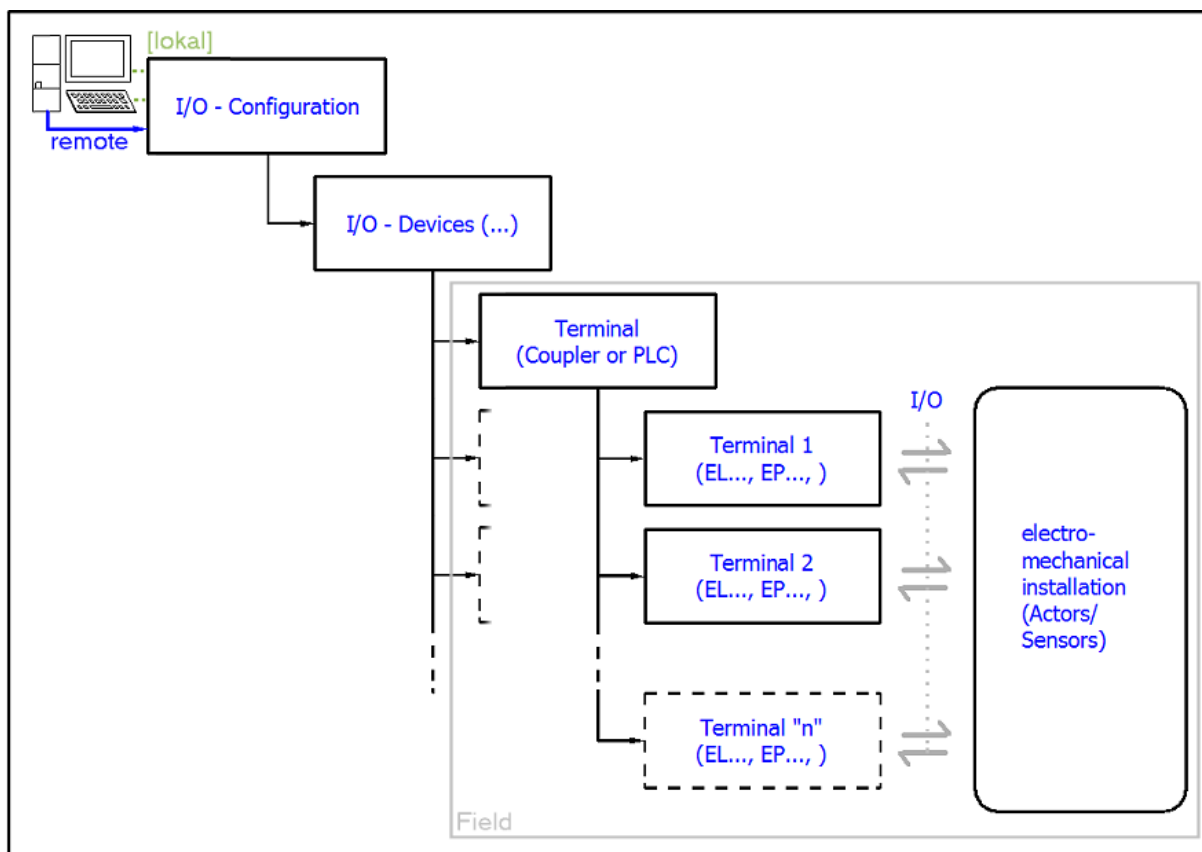 [lokal]
I/O - Configuration
remote
I/O - Devices (...)
Terminal
(Coupler or PLC)
I/O
Terminal 1
(EL..., EP..., )
Terminal 2
(EL..., EP..., )
electro-
mechanical
installation
(Actors/
Sensors)
Terminal "n"
(EL..., EP..., )
Field